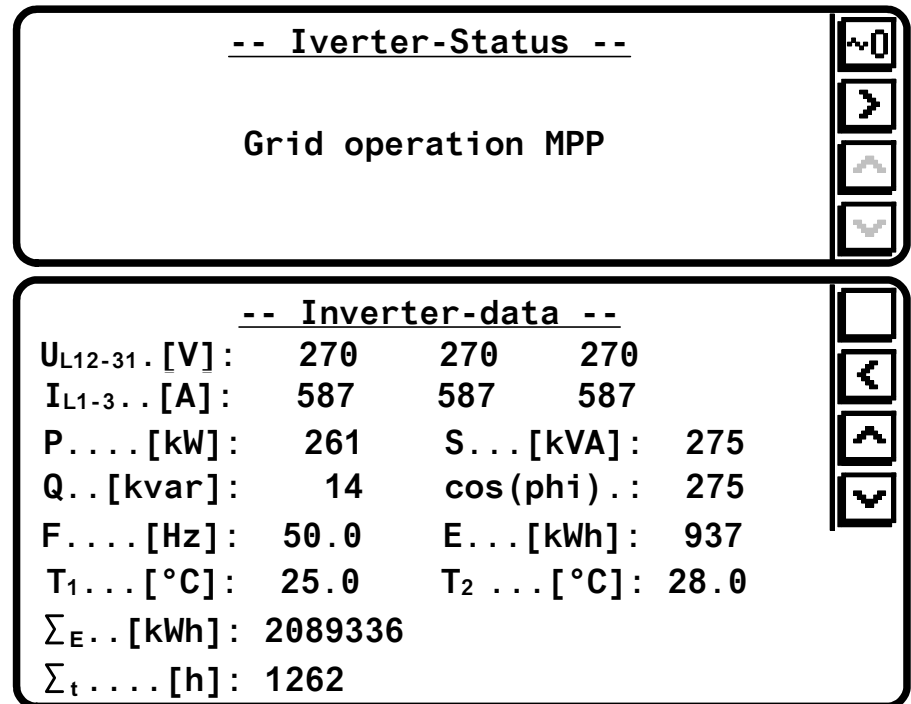 -- Iverter-Status --
~0
>
Grid operation MPP
-- Inverter-data --
UL12-31.[V]: 270 270 270
<
IL1-3..[A]: 587 587 587
P....[kW]: 261 S...[kVA]: 275
Q..[kvar]: 14 cos(phi).: 275
F....[Hz]: 50.0 E...[kWh]: 937
T1...[°C]: 25.0 T2 ...[°C]: 28.0
∑E..[kWh]: 2089336
∑t....[h]: 1262